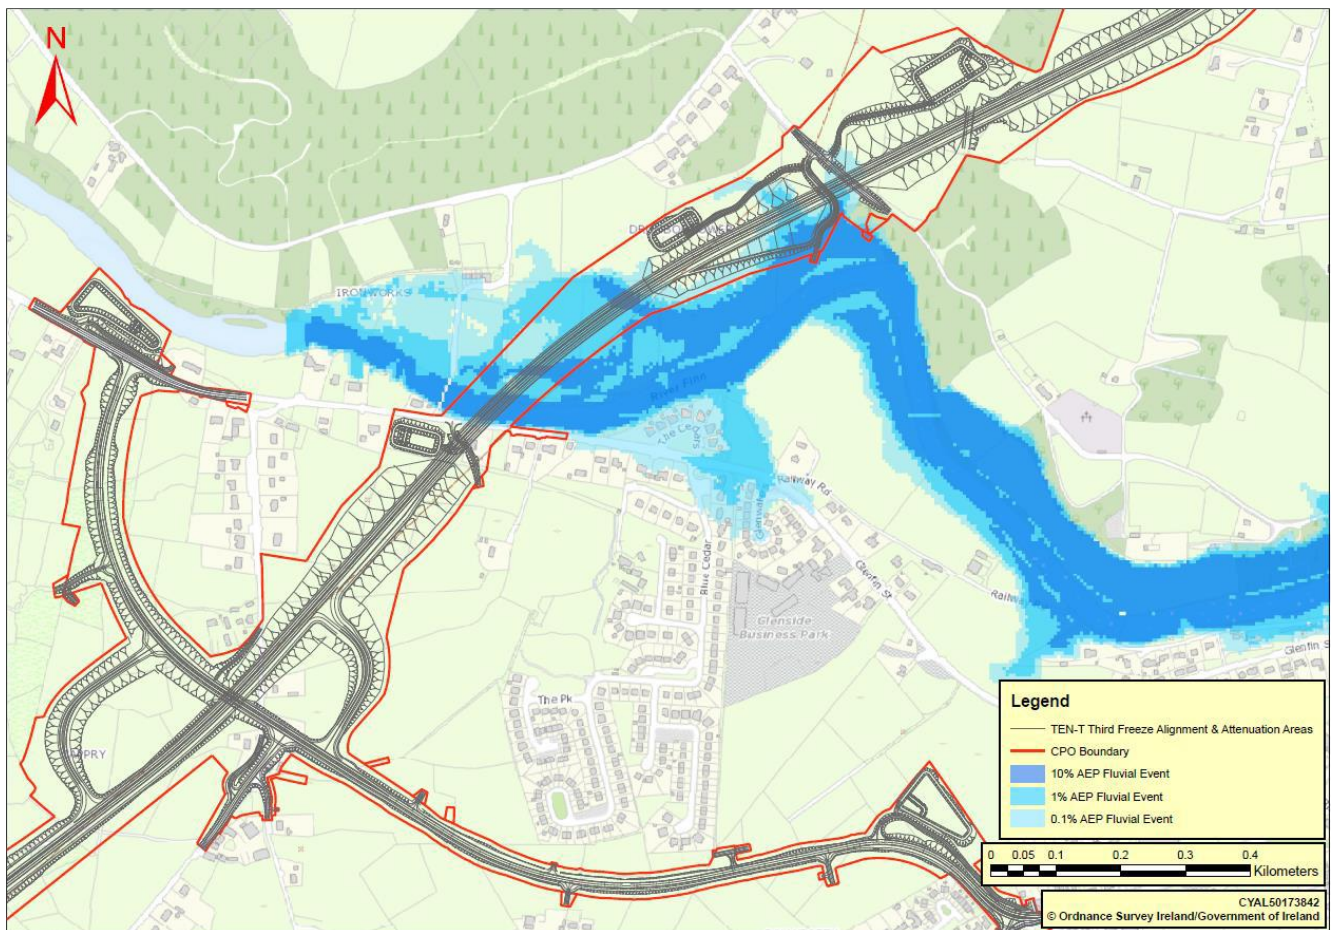 N
IRONWORKS
River Finn
The Cedars
Railway Rd
Blue Cedar
Glenfin St
Glenside
Business Park
The Pk
Glenfin S
Legend
TEN-T Third Freeze Alignment & Attenuation Areas
CPO Boundary
10% AEP Fluvial Event
1% AEP Fluvial Event
0.1% AEP Fluvial Event
0 0.05 0.1 0.2 0.3 0.4
Kilometers
CYAL50173842
© Ordnance Survey Ireland/Government of Ireland